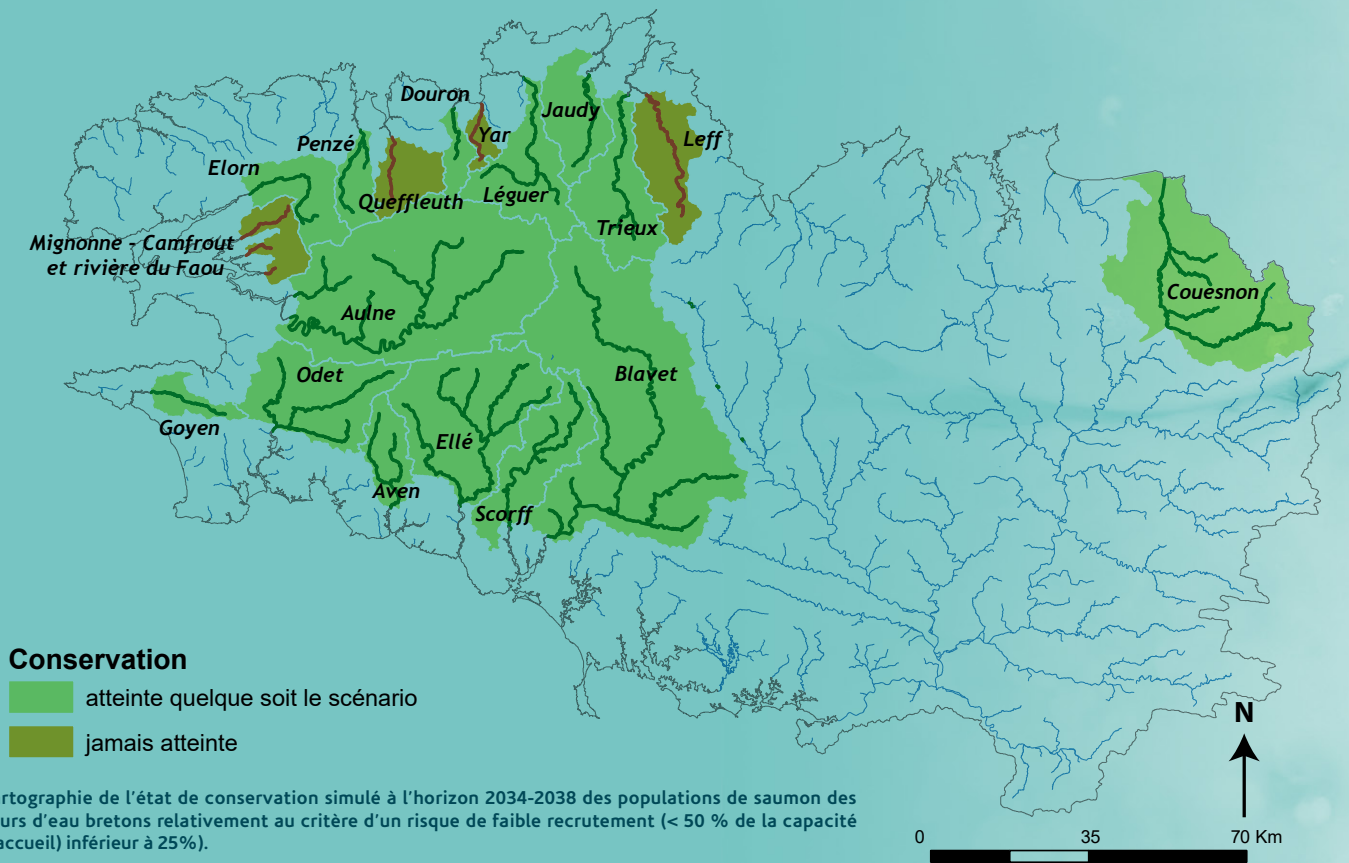 Douron
Jaudy
Penzé
Yar
Leff
Elorn
Queffleuth
Léguer
Trieux
Mignonne - Camfrout
et rivière du Faou
Couesnon
Aulne
Odet
Blavet
Goyen
Ellé
Aven
Scorff
Conservation
atteinte quelque soit le scénario
jamais atteinte
N
rtographie de l'état de conservation simulé à l'horizon 2034-2038 des populations de saumon des
urs d'eau bretons relativement au critère d'un risque de faible recrutement (< 50 % de la capacité
accueil) inférieur à 25%).
0 35 70 Km